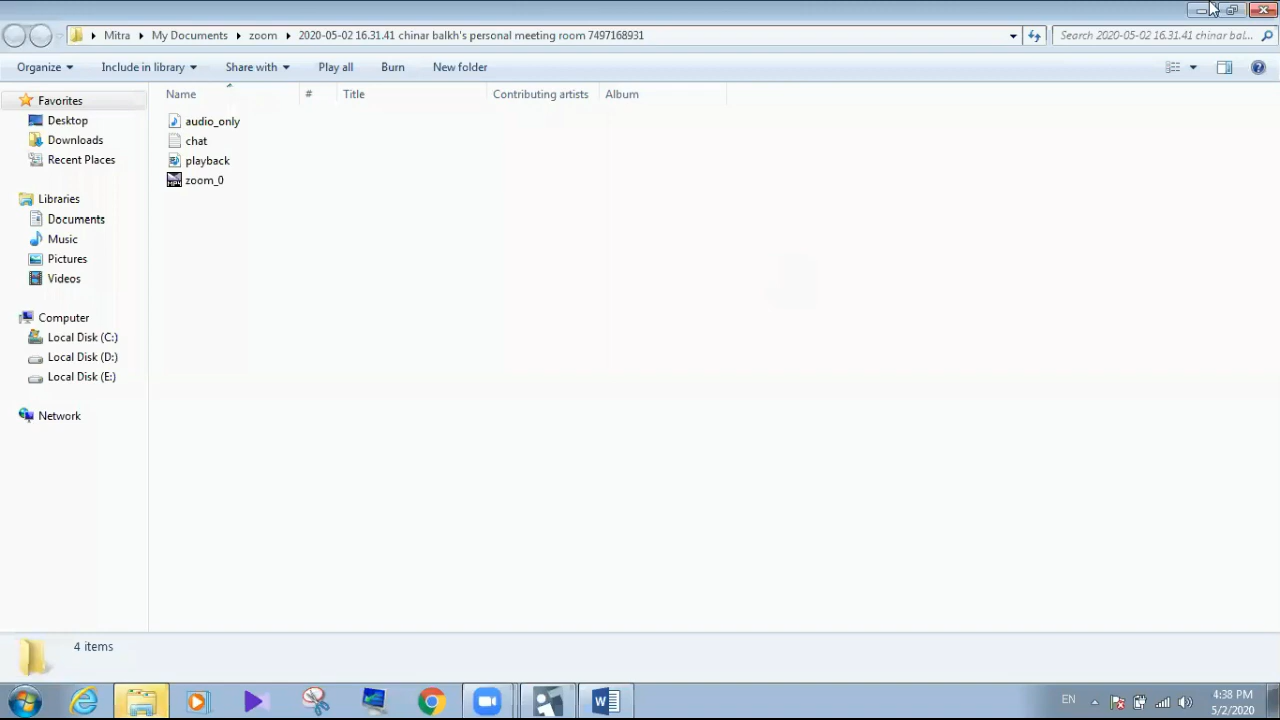 Mitra ▸ My Documents ▸ zoom ▸ 2020-05-02 16.31.41 chinar balkh's personal meeting room 7497168931
Search 2020-05-02 16.31.41 chinar bal...
Organize Include in library Share with Play all Burn New folder
Name # Title Contributing artists Album
Favorites
Desktop
Downloads
Recent Places
Libraries
Documents
Music
Pictures
Videos
Computer
Local Disk (C:)
Local Disk (D:)
Local Disk (E:)
Network
audio_only
chat
playback
MP4 zoom_0
4 items
EN
4:38 PM
5/2/2020